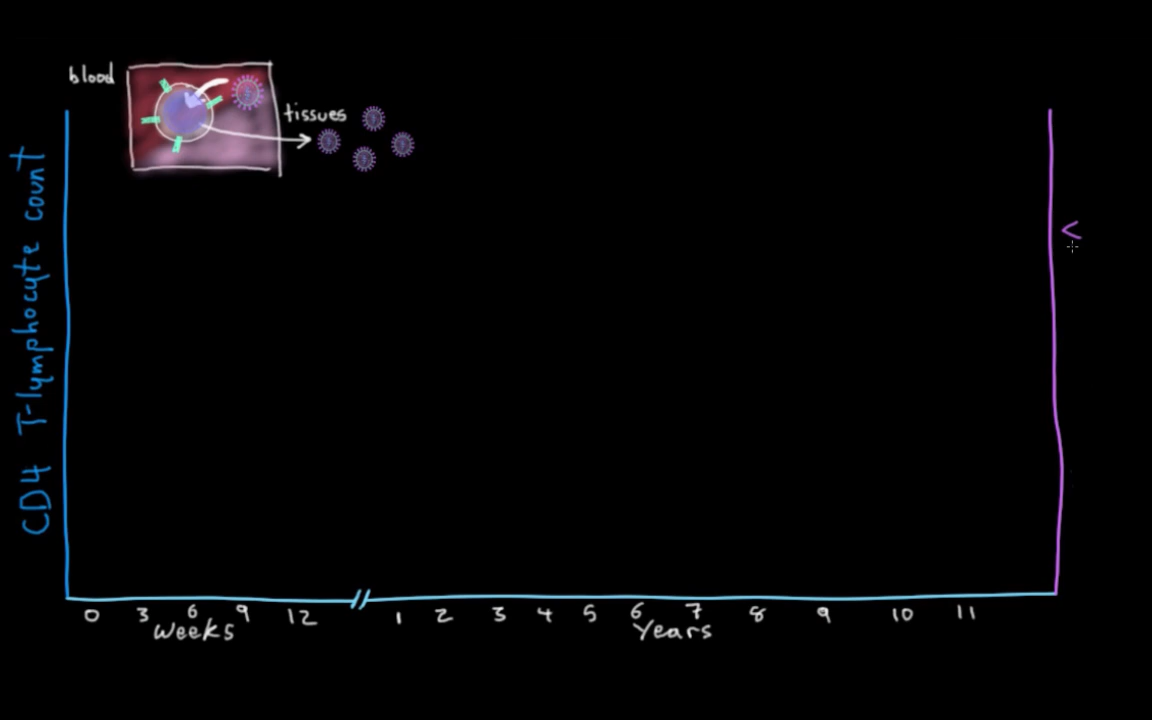 blood
tissues
CD4 T-lymphocyte count
<
0 3 6 9 12 1 2 3 4 5 6 7 8 9 10 11
Weeks Years